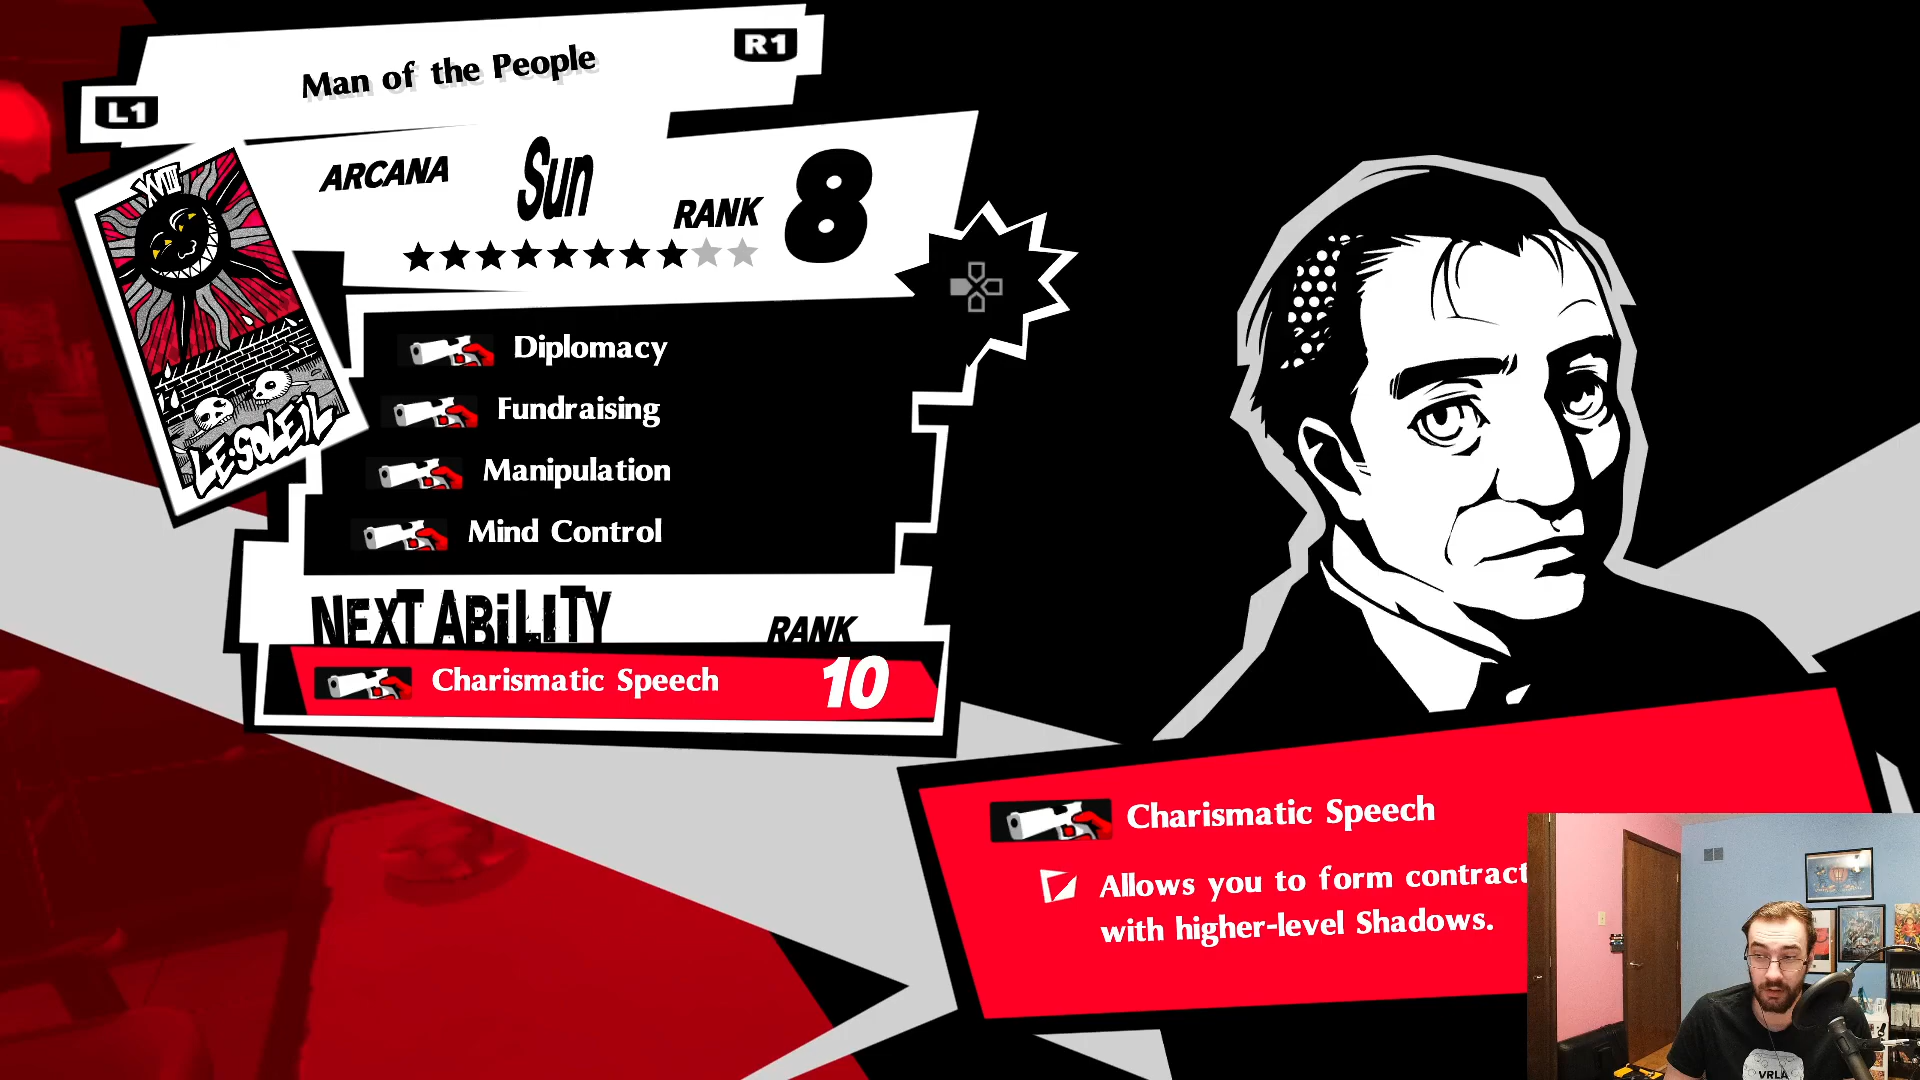 Man of the People
R1
L1
XVIII
ARCANA
Sun
RANK
8
LE·SOLEIL
Diplomacy
Fundraising
Manipulation
Mind Control
NEXT ABiLITY
RANK
Charismatic Speech
10
Charismatic Speech
Allows you to form contract
with higher-level Shadows.
VRLA